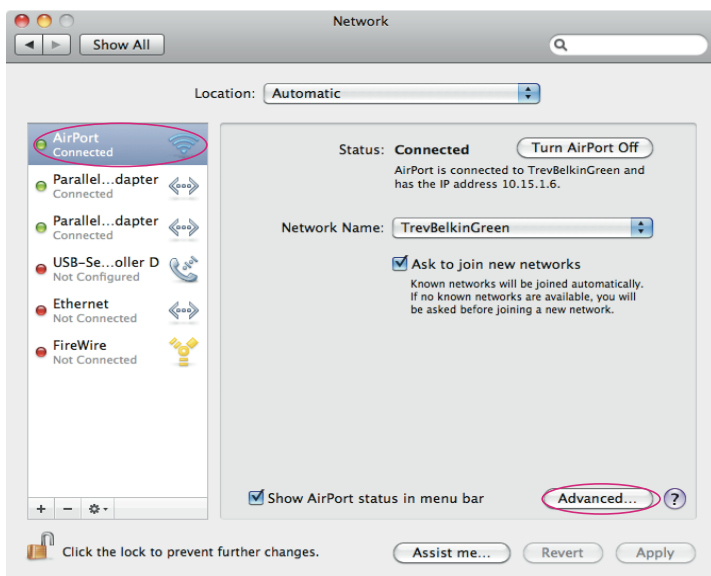 Network
Show All
Location: Automatic
AirPort
Connected
Parallel...dapter
Connected
Parallel...dapter
Connected
USB-Se...oller D
Not Configured
Ethernet
Not Connected
FireWire
Not Connected
Status: Connected
Turn AirPort Off
AirPort is connected to TrevBelkinGreen and
has the IP address 10.15.1.6.
Network Name: TrevBelkinGreen
Ask to join new networks
Known networks will be joined automatically.
If no known networks are available, you will
be asked before joining a new network.
Show AirPort status in menu bar
Advanced...
?
+ −
Click the lock to prevent further changes.
Assist me...
Revert
Apply